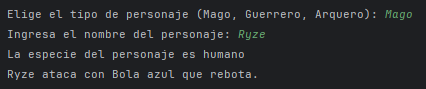 Elige el tipo de personaje (Mago, Guerrero, Arquero): Mago
Ingresa el nombre del personaje: Ryze
La especie del personaje es humano
Ryze ataca con Bola azul que rebota.